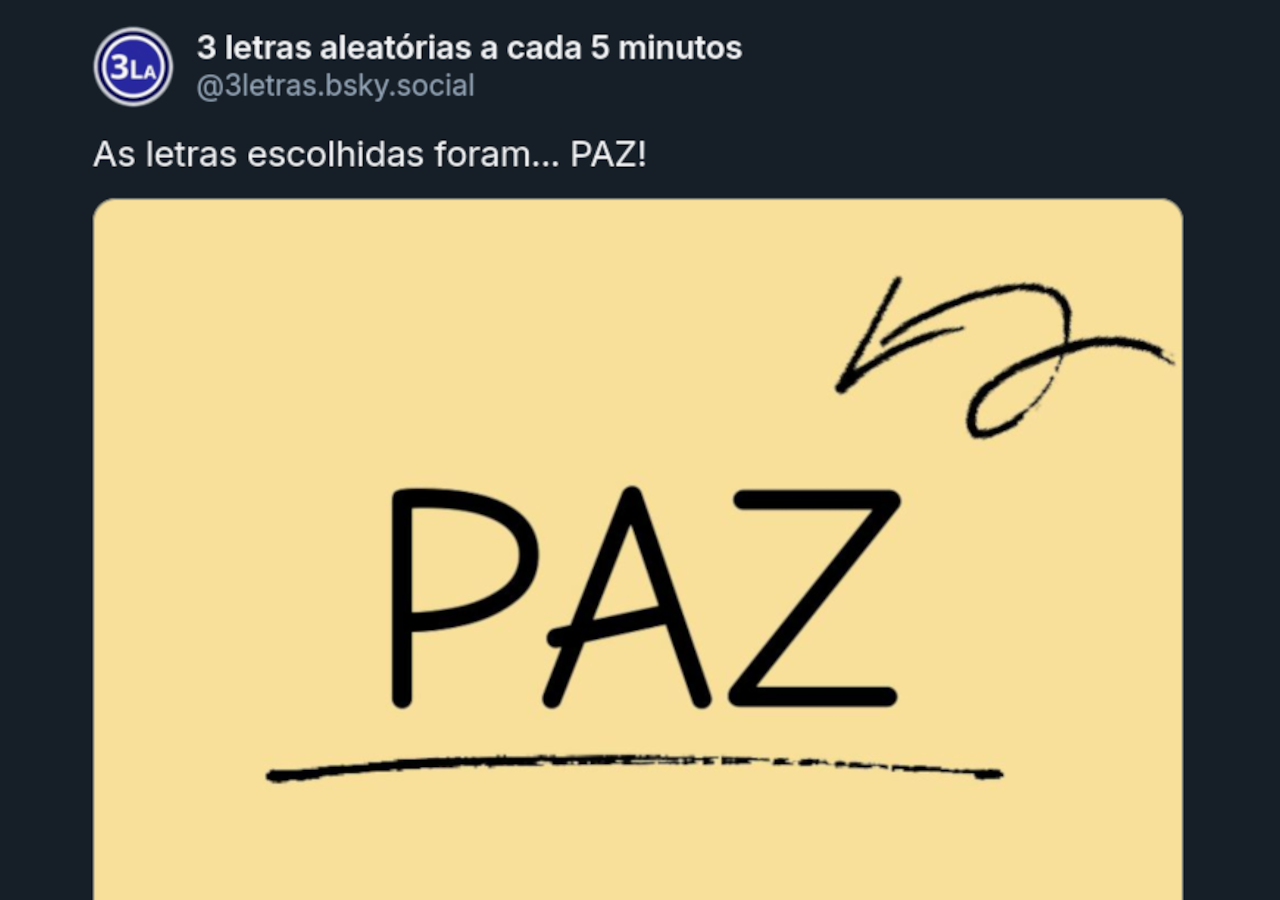 3LA
3 letras aleatórias a cada 5 minutos
@3letras.bsky.social
As letras escolhidas foram... PAZ!
PAZ